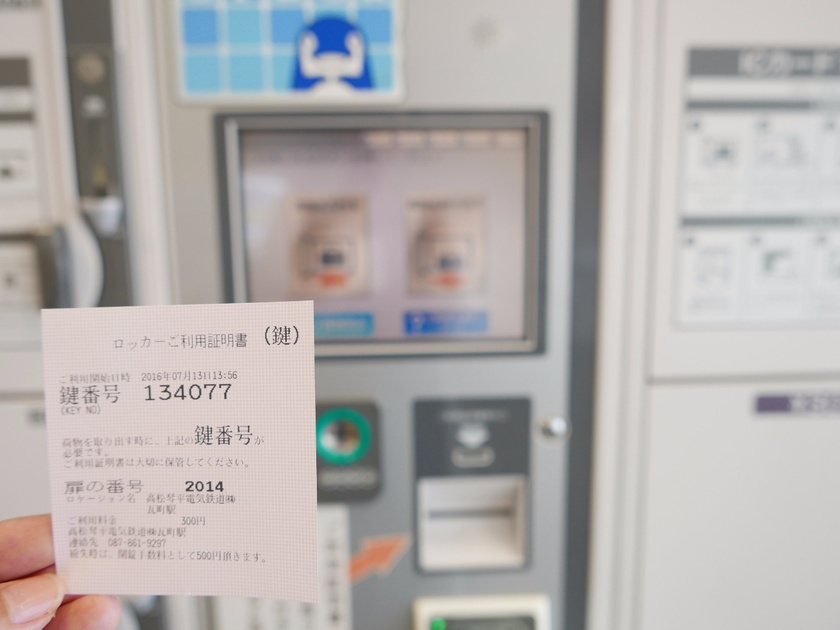 ICカード
ロッカーご利用証明書 (鍵)
ご利用開始日時 2016年07月13日13:56
鍵番号 134077
(KEY NO)
荷物を取り出す時に、上記の鍵番号が
必要です。
ご利用証明書は大切に保管してください。
扉の番号 2014
ロケーション名 高松琴平電気鉄道㈱
瓦町駅
ご利用料金 300円
高松琴平電気鉄道㈱瓦町駅
連絡先 087-861-9297
紛失時は、開錠手数料として500円頂きます。